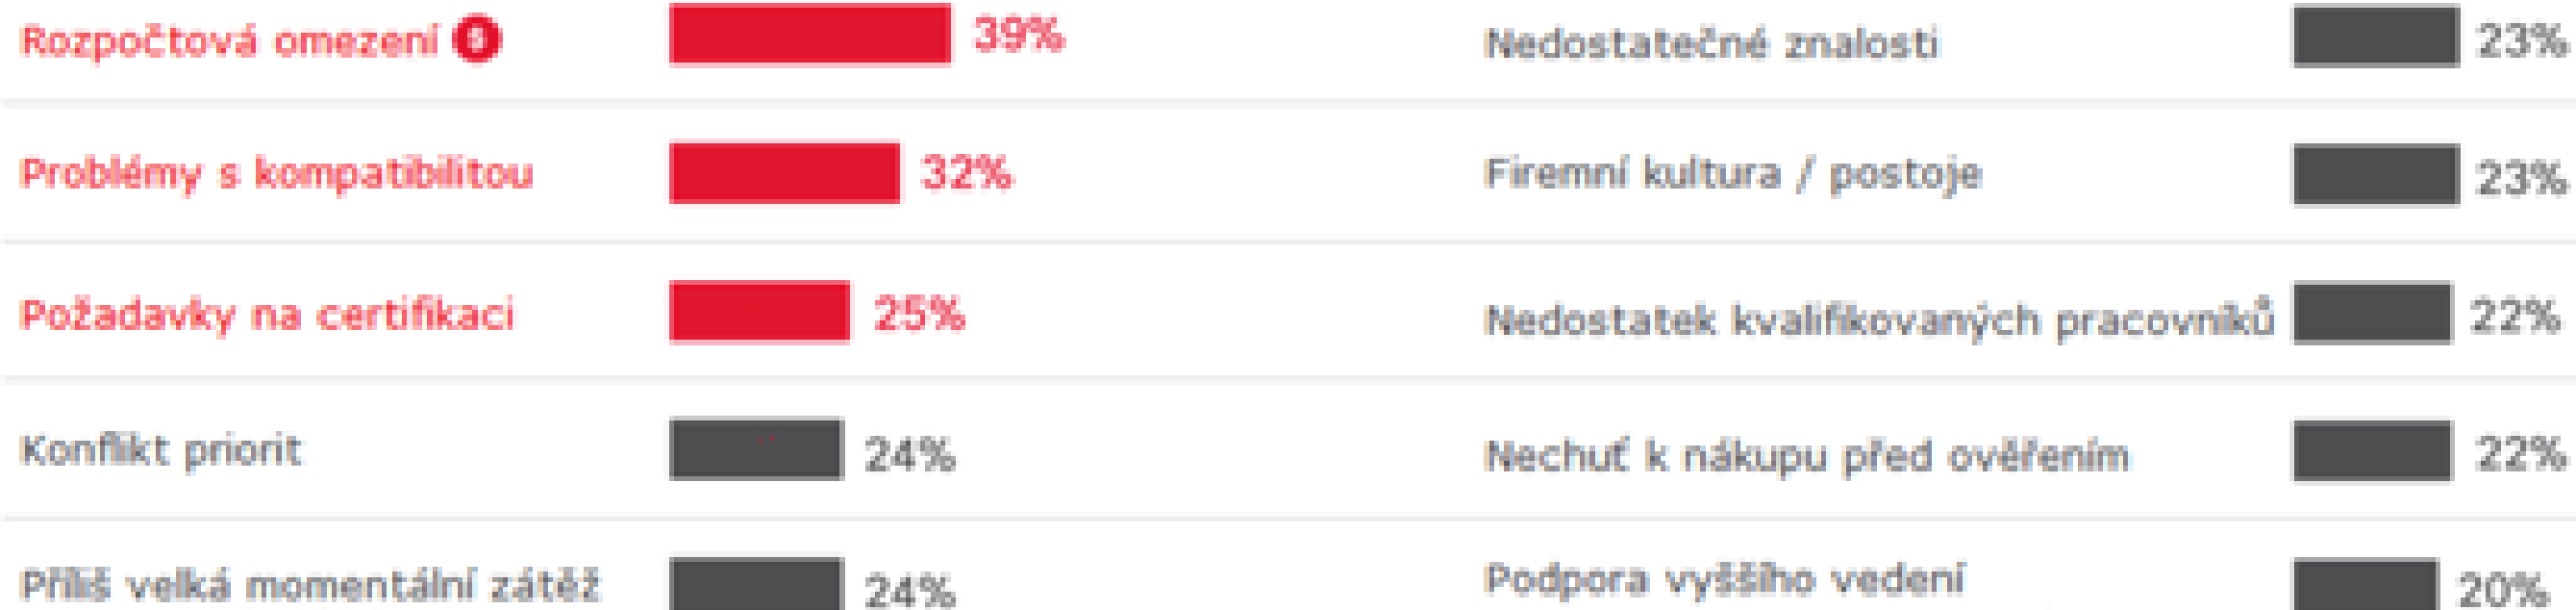 Rozpočtová omezení 39%
Problémy s kompatibilitou 32%
Požadavky na certifikaci 25%
Konflikt priorit 24%
Příliš velká momentální zátěž 24%
Nedostatečné znalosti 23%
Firemní kultura / postoje 23%
Nedostatek kvalifikovaných pracovníků 22%
Nechuť k nákupu před ověřením 22%
Podpora vyššího vedení 20%